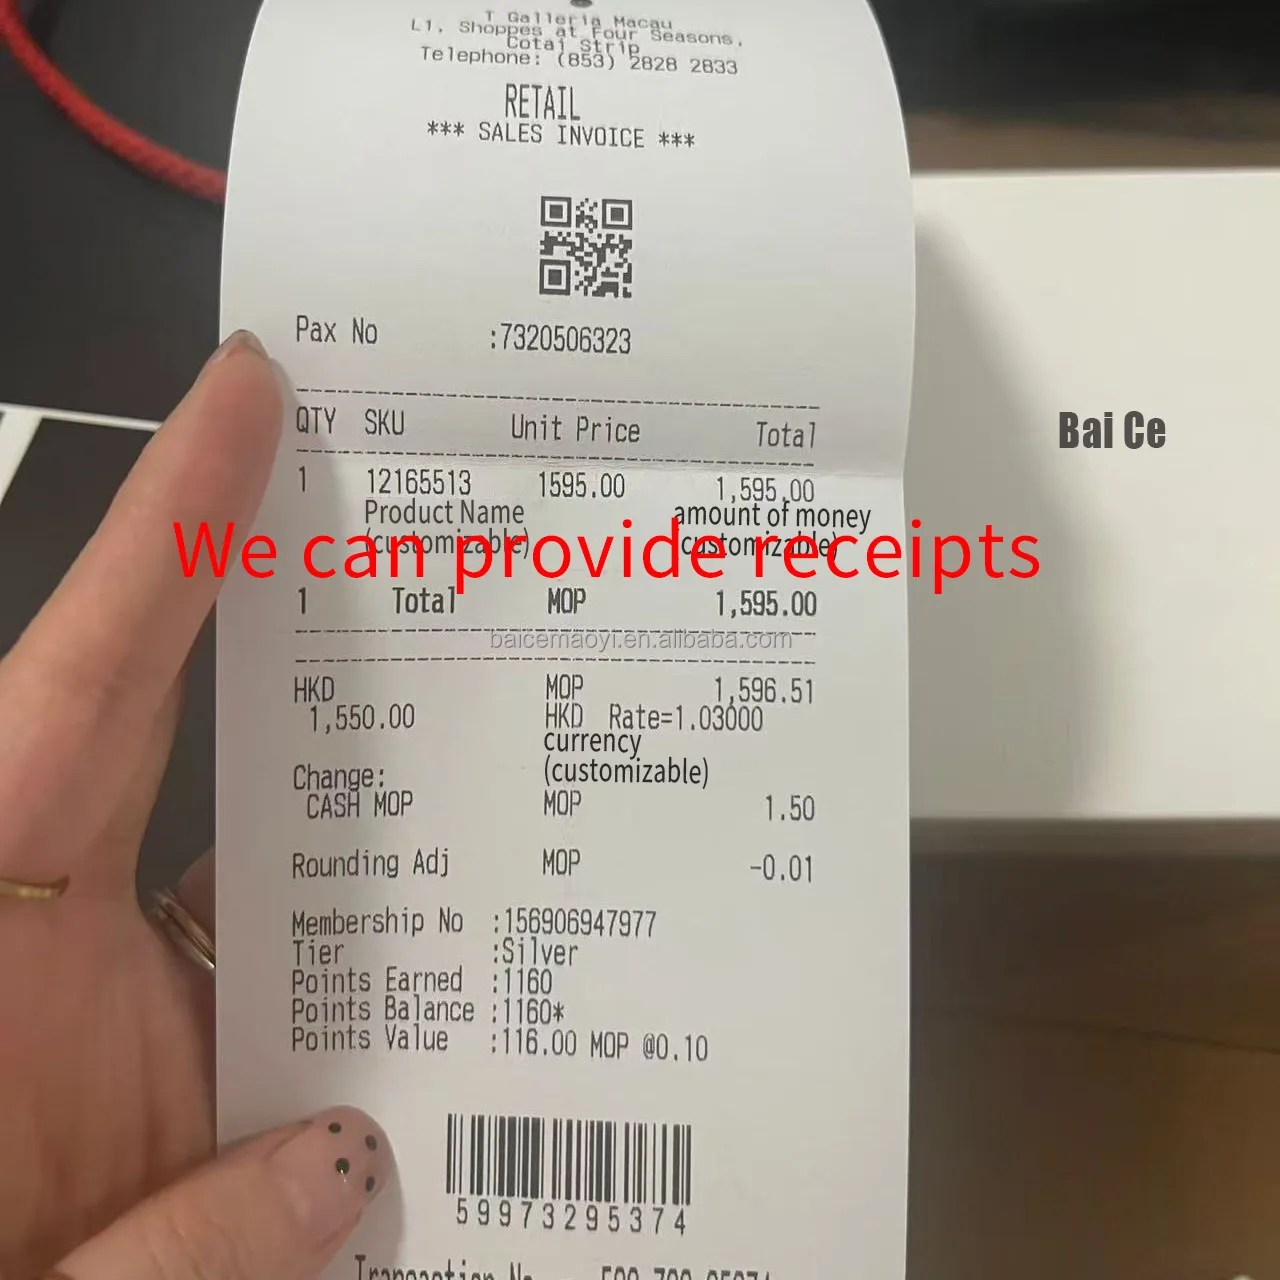 T Galleria Macau
L1, Shoppes at Four Seasons,
Cotai Strip
Telephone: (853) 2828 2833
RETAIL
*** SALES INVOICE ***
Pax No :7320506323
QTY SKU Unit Price Total
1 12165513 1595.00 1,595.00
Product Name amount of money
(customizable) (customizable)
We can provide receipts
1 Total MOP 1,595.00
baicemaoyi.en.alibaba.com
HKD MOP 1,596.51
1,550.00 HKD Rate=1.03000
currency
(customizable)
Change:
CASH MOP MOP 1.50
Rounding Adj MOP -0.01
Membership No :156906947977
Tier :Silver
Points Earned :1160
Points Balance :1160*
Points Value :116.00 MOP @0.10
59973295374
Transaction No
Bai Ce